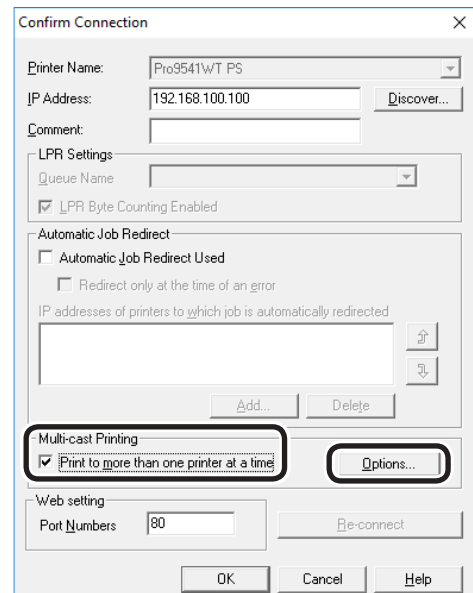 Confirm Connection
Printer Name: Pro9541WT PS
IP Address: 192.168.100.100 Discover...
Comment:
LPR Settings
Queue Name
LPR Byte Counting Enabled
Automatic Job Redirect
Automatic Job Redirect Used
Redirect only at the time of an error
IP addresses of printers to which job is automatically redirected
Add... Delete
Multi-cast Printing
Print to more than one printer at a time Options...
Web setting
Port Numbers 80 Re-connect
OK Cancel Help